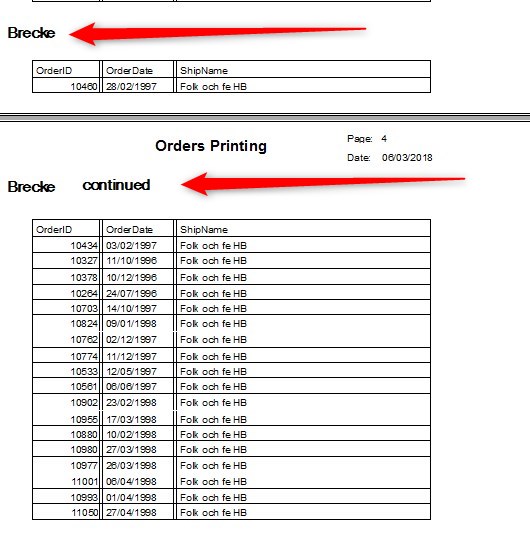 Brecke
OrderID OrderDate ShipName
10460 28/02/1997 Folk och fe HB
Orders Printing
Page: 4
Date: 06/03/2018
Brecke continued
OrderID OrderDate ShipName
10434 03/02/1997 Folk och fe HB
10327 11/10/1996 Folk och fe HB
10378 10/12/1996 Folk och fe HB
10264 24/07/1996 Folk och fe HB
10703 14/10/1997 Folk och fe HB
10824 09/01/1998 Folk och fe HB
10762 02/12/1997 Folk och fe HB
10774 11/12/1997 Folk och fe HB
10533 12/05/1997 Folk och fe HB
10561 06/06/1997 Folk och fe HB
10902 23/02/1998 Folk och fe HB
10955 17/03/1998 Folk och fe HB
10880 10/02/1998 Folk och fe HB
10980 27/03/1998 Folk och fe HB
10977 26/03/1998 Folk och fe HB
11001 06/04/1998 Folk och fe HB
10993 01/04/1998 Folk och fe HB
11050 27/04/1998 Folk och fe HB